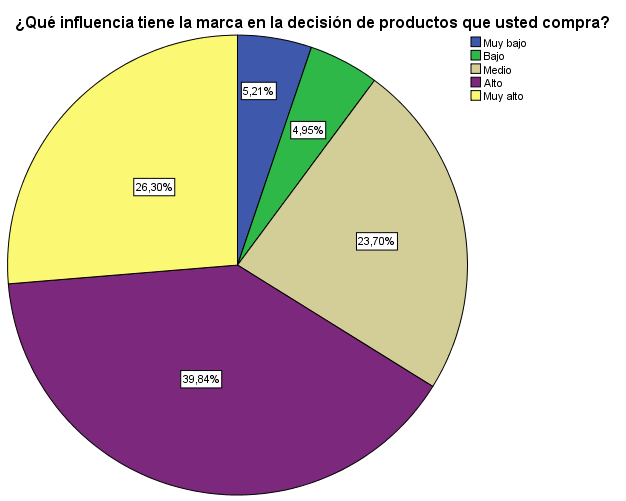 ¿Qué influencia tiene la marca en la decisión de productos que usted compra?
Muy bajo
Bajo
Medio
Alto
Muy alto
5,21%
4,95%
26,30%
23,70%
39,84%